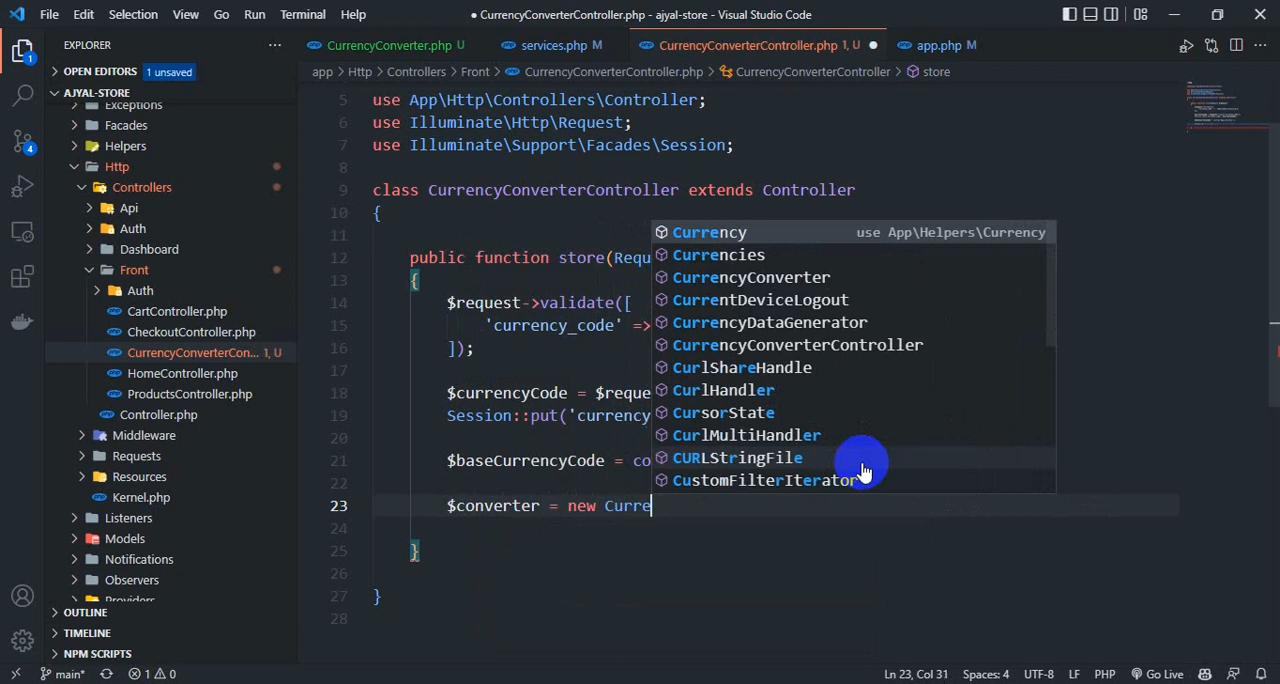 File Edit Selection View Go Run Terminal Help
● CurrencyConverterController.php - ajyal-store - Visual Studio Code
EXPLORER
CurrencyConverter.php U
services.php M
CurrencyConverterController.php 1, U ●
app.php M
OPEN EDITORS 1 unsaved
app > Http > Controllers > Front > CurrencyConverterController.php > CurrencyConverterController > store
AJYAL-STORE
Exceptions
Facades
Helpers
Http
Controllers
Api
Auth
Dashboard
Front
Auth
CartController.php
CheckoutController.php
CurrencyConverterCon... 1, U
HomeController.php
ProductsController.php
Controller.php
Middleware
Requests
Resources
Kernel.php
Listeners
Models
Notifications
Observers
Providers
OUTLINE
TIMELINE
NPM SCRIPTS
1
4
5 use App\Http\Controllers\Controller;
6 use Illuminate\Http\Request;
7 use Illuminate\Support\Facades\Session;
8
9 class CurrencyConverterController extends Controller
10 {
11
12 public function store(Requ
13 {
14 $request->validate([
15 'currency_code' =>
16 ]);
17
18 $currencyCode = $reque
19 Session::put('currency
20
21 $baseCurrencyCode = co
22
23 $converter = new Curre
24
25 }
26
27 }
28
Currency use App\Helpers\Currency
Currencies
CurrencyConverter
CurrentDeviceLogout
CurrencyDataGenerator
CurrencyConverterController
CurlShareHandle
CurlHandler
CursorState
CurlMultiHandler
CURLStringFile
CustomFilterIterator
main* 1 0
Ln 23, Col 31 Spaces: 4 UTF-8 LF PHP Go Live